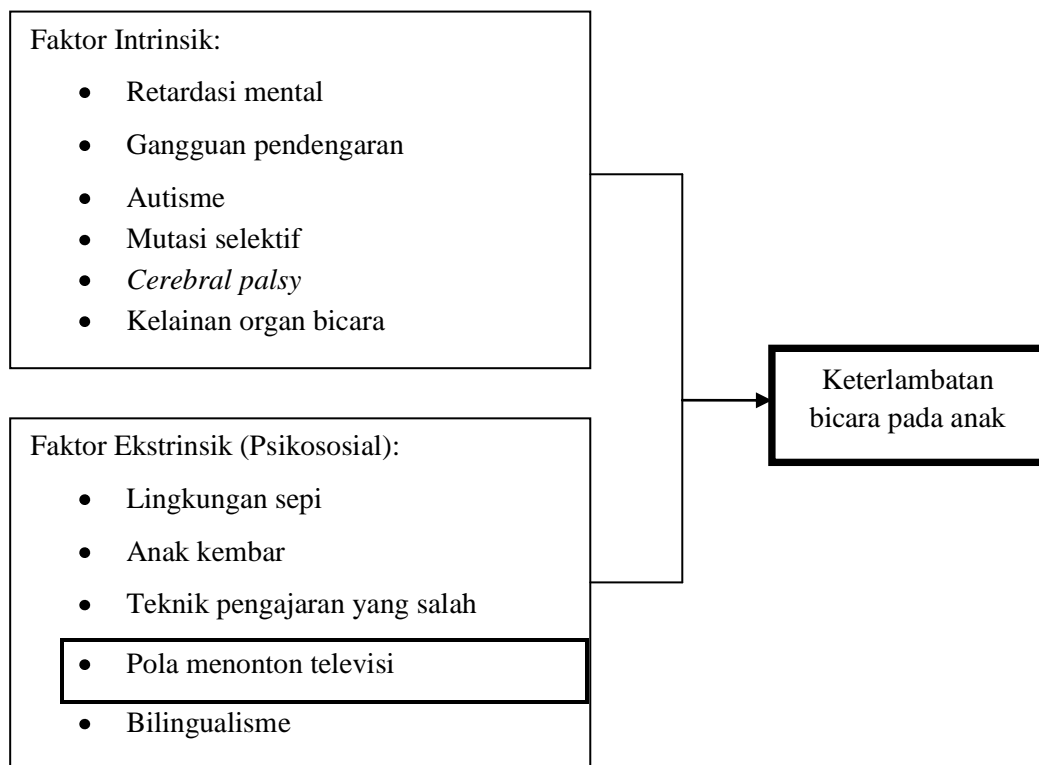 Faktor Intrinsik:
• Retardasi mental
• Gangguan pendengaran
• Autisme
• Mutasi selektif
• Cerebral palsy
• Kelainan organ bicara
Keterlambatan
bicara pada anak
Faktor Ekstrinsik (Psikososial):
• Lingkungan sepi
• Anak kembar
• Teknik pengajaran yang salah
• Pola menonton televisi
• Bilingualisme